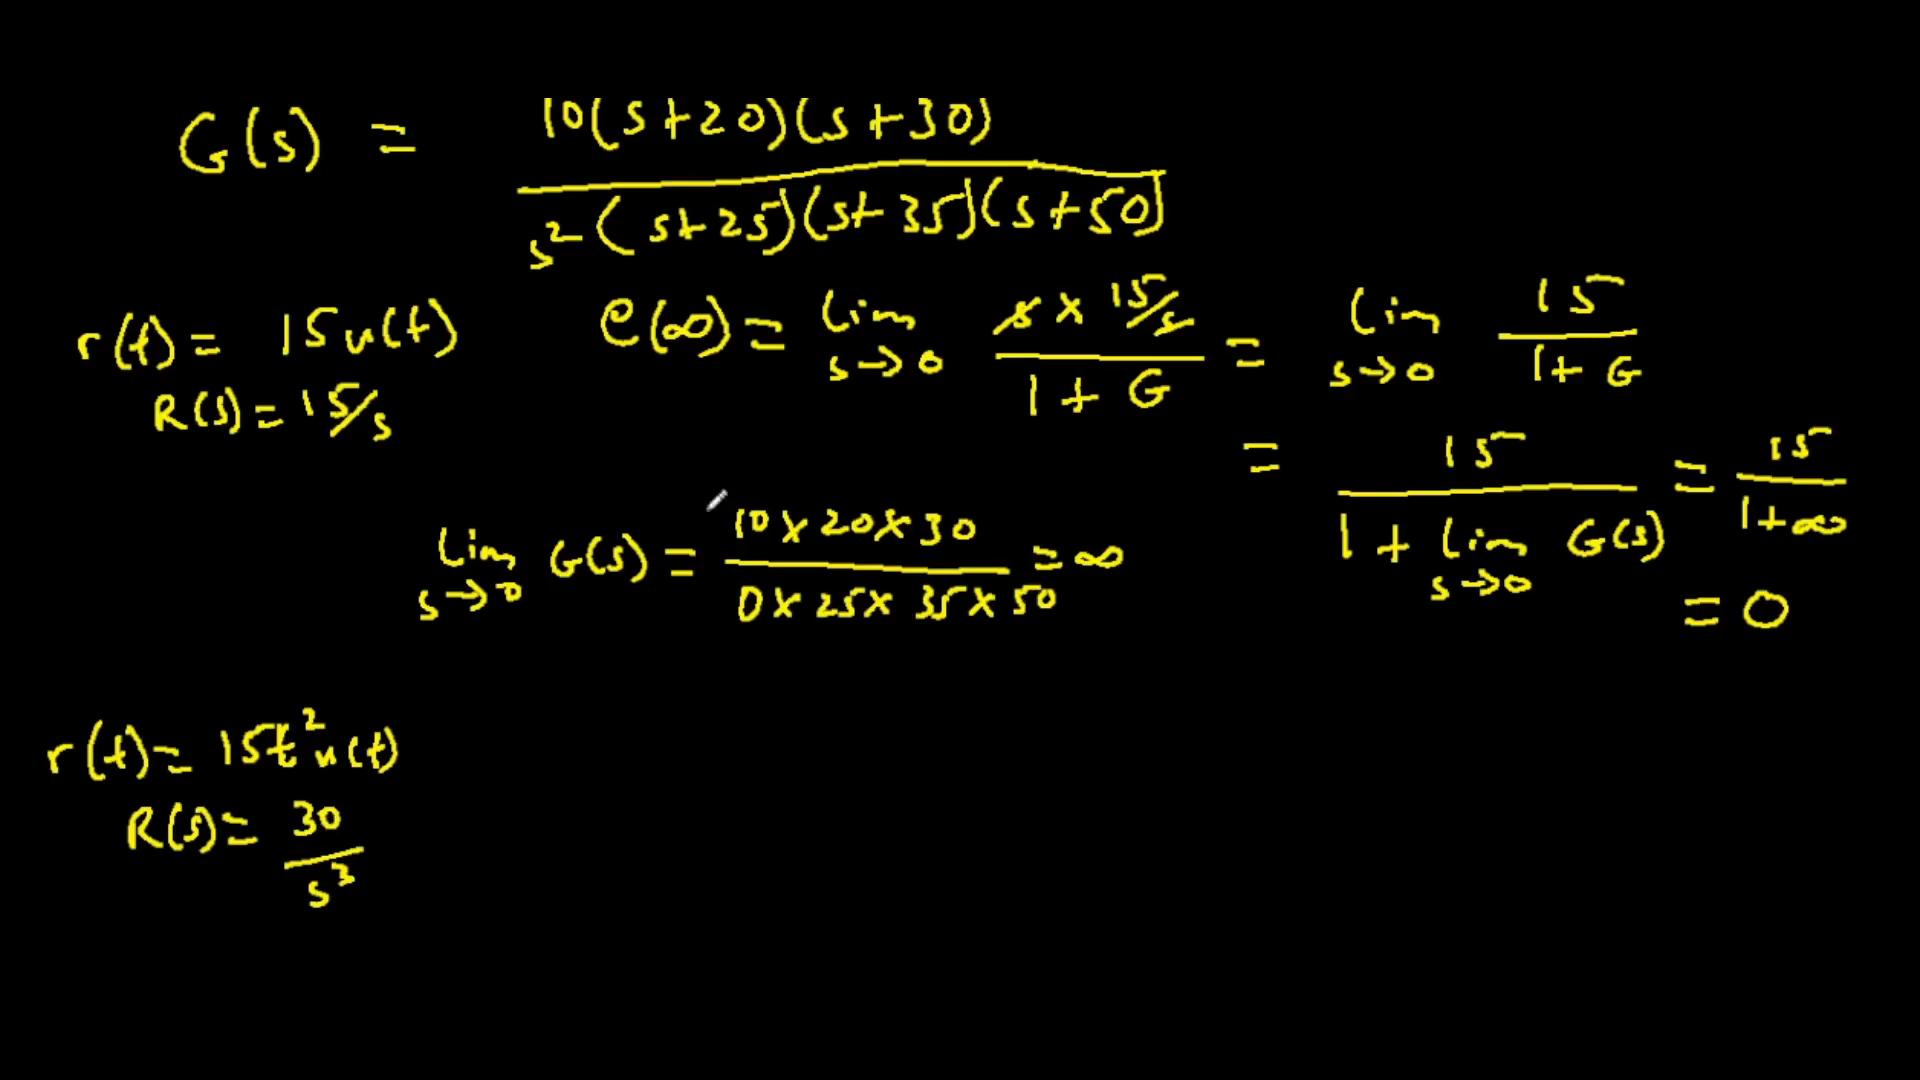 G(s) = 10(s+20)(s+30) / s²(s+25)(s+35)(s+50)
r(t) = 15u(t)
R(s) = 15/s
e(∞) = lim s→0 s × 15/s / 1 + G = lim s→0 15 / 1 + G
= 15 / 1 + lim s→0 G(s) = 15 / 1+∞
= 0
lim s→0 G(s) = 10 × 20 × 30 / 0 × 25 × 35 × 50 = ∞
r(t) = 15t²u(t)
R(s) = 30 / s³